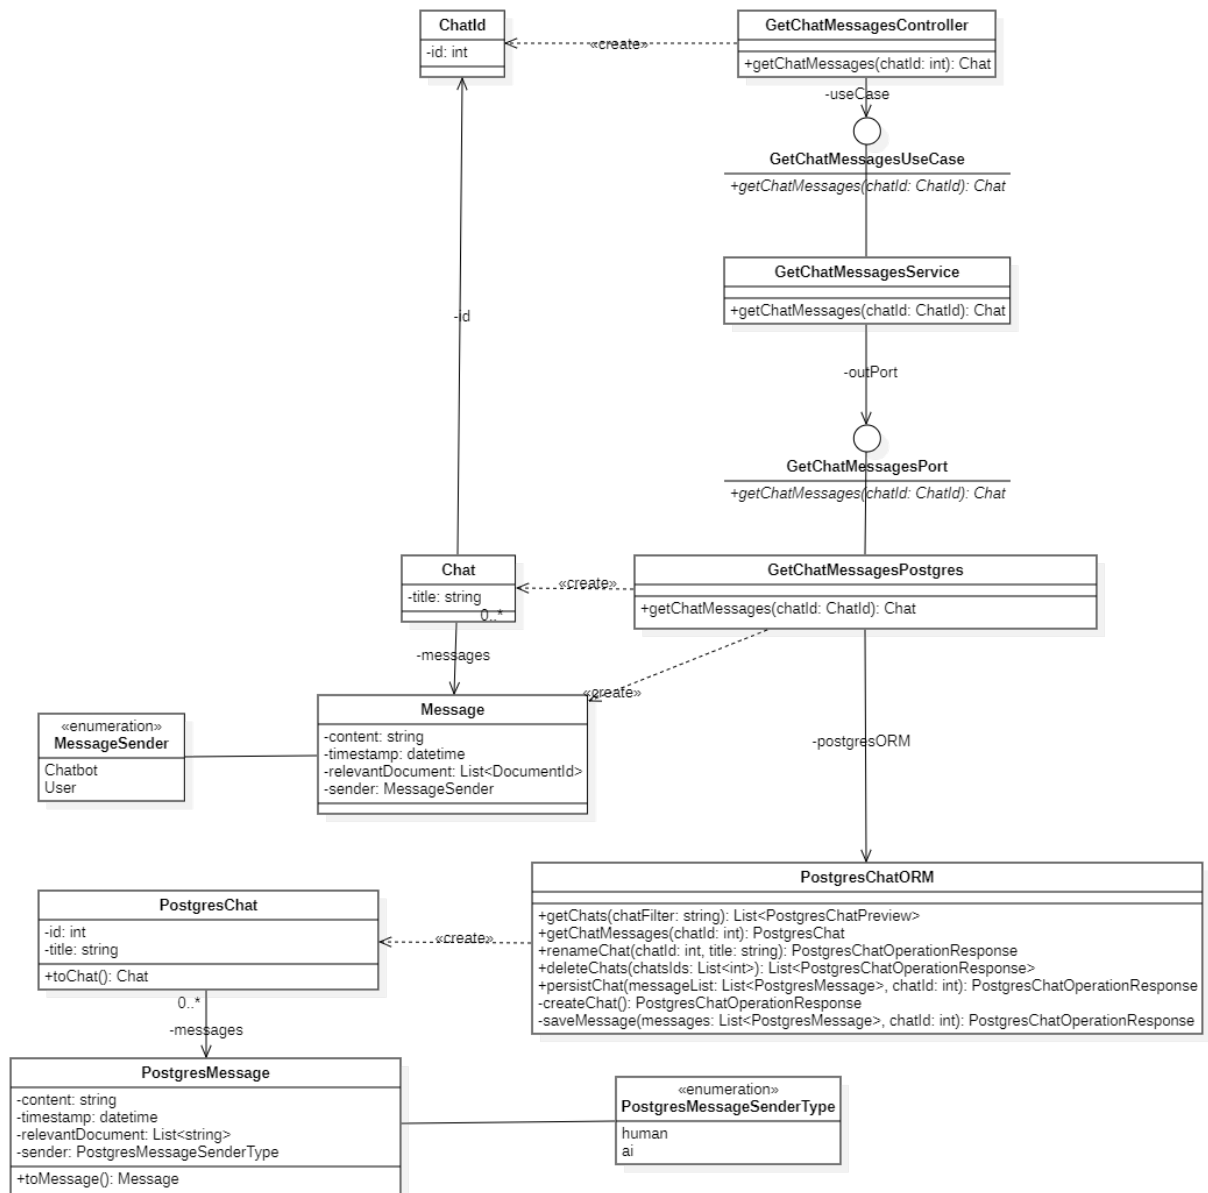 ChatId
-id: int
«create»
GetChatMessagesController
+getChatMessages(chatId: int): Chat
-useCase
GetChatMessagesUseCase
+getChatMessages(chatId: ChatId): Chat
GetChatMessagesService
+getChatMessages(chatId: ChatId): Chat
-id
-outPort
GetChatMessagesPort
+getChatMessages(chatId: ChatId): Chat
Chat
-title: string
0..*
«create»
GetChatMessagesPostgres
+getChatMessages(chatId: ChatId): Chat
-messages
«create»
Message
-content: string
-timestamp: datetime
-relevantDocument: List<DocumentId>
-sender: MessageSender
«enumeration»
MessageSender
Chatbot
User
-postgresORM
PostgresChatORM
+getChats(chatFilter: string): List<PostgresChatPreview>
+getChatMessages(chatId: int): PostgresChat
+renameChat(chatId: int, title: string): PostgresChatOperationResponse
+deleteChats(chatsIds: List<int>): List<PostgresChatOperationResponse>
+persistChat(messageList: List<PostgresMessage>, chatId: int): PostgresChatOperationResponse
-createChat(): PostgresChatOperationResponse
-saveMessage(messages: List<PostgresMessage>, chatId: int): PostgresChatOperationResponse
«create»
PostgresChat
-id: int
-title: string
+toChat(): Chat
0..*
-messages
PostgresMessage
-content: string
-timestamp: datetime
-relevantDocument: List<string>
-sender: PostgresMessageSenderType
+toMessage(): Message
«enumeration»
PostgresMessageSenderType
human
ai